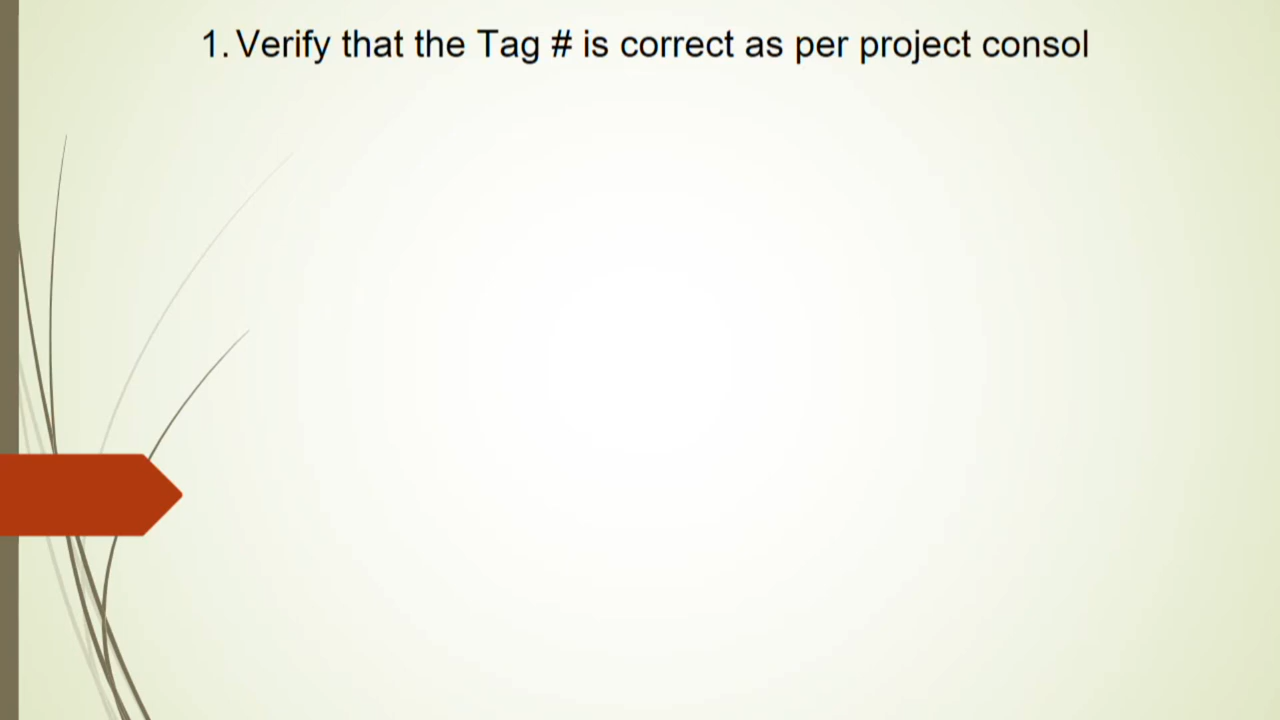 1. Verify that the Tag # is correct as per project consol